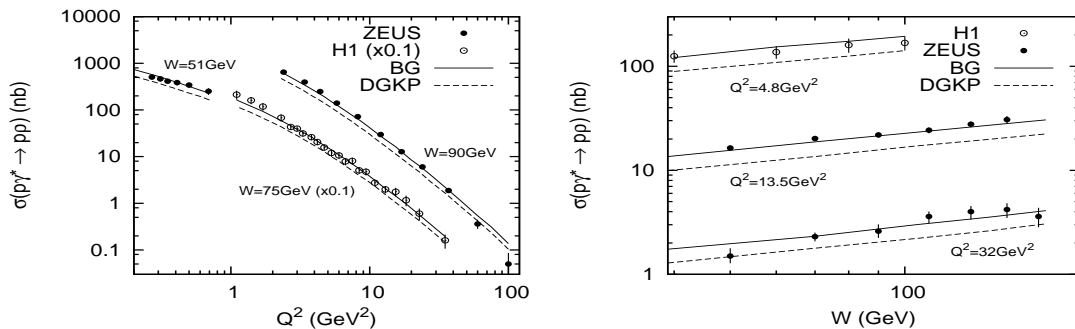 σ(pγ* → pρ) (nb)
10000
1000
100
10
1
0.1
1
10
100
Q² (GeV²)
ZEUS
H1 (x0.1)
BG
DGKP
W=51GeV
W=90GeV
W=75GeV (x0.1)
σ(pγ* → pρ) (nb)
100
10
1
100
W (GeV)
H1
ZEUS
BG
DGKP
Q²=4.8GeV²
Q²=13.5GeV²
Q²=32GeV²